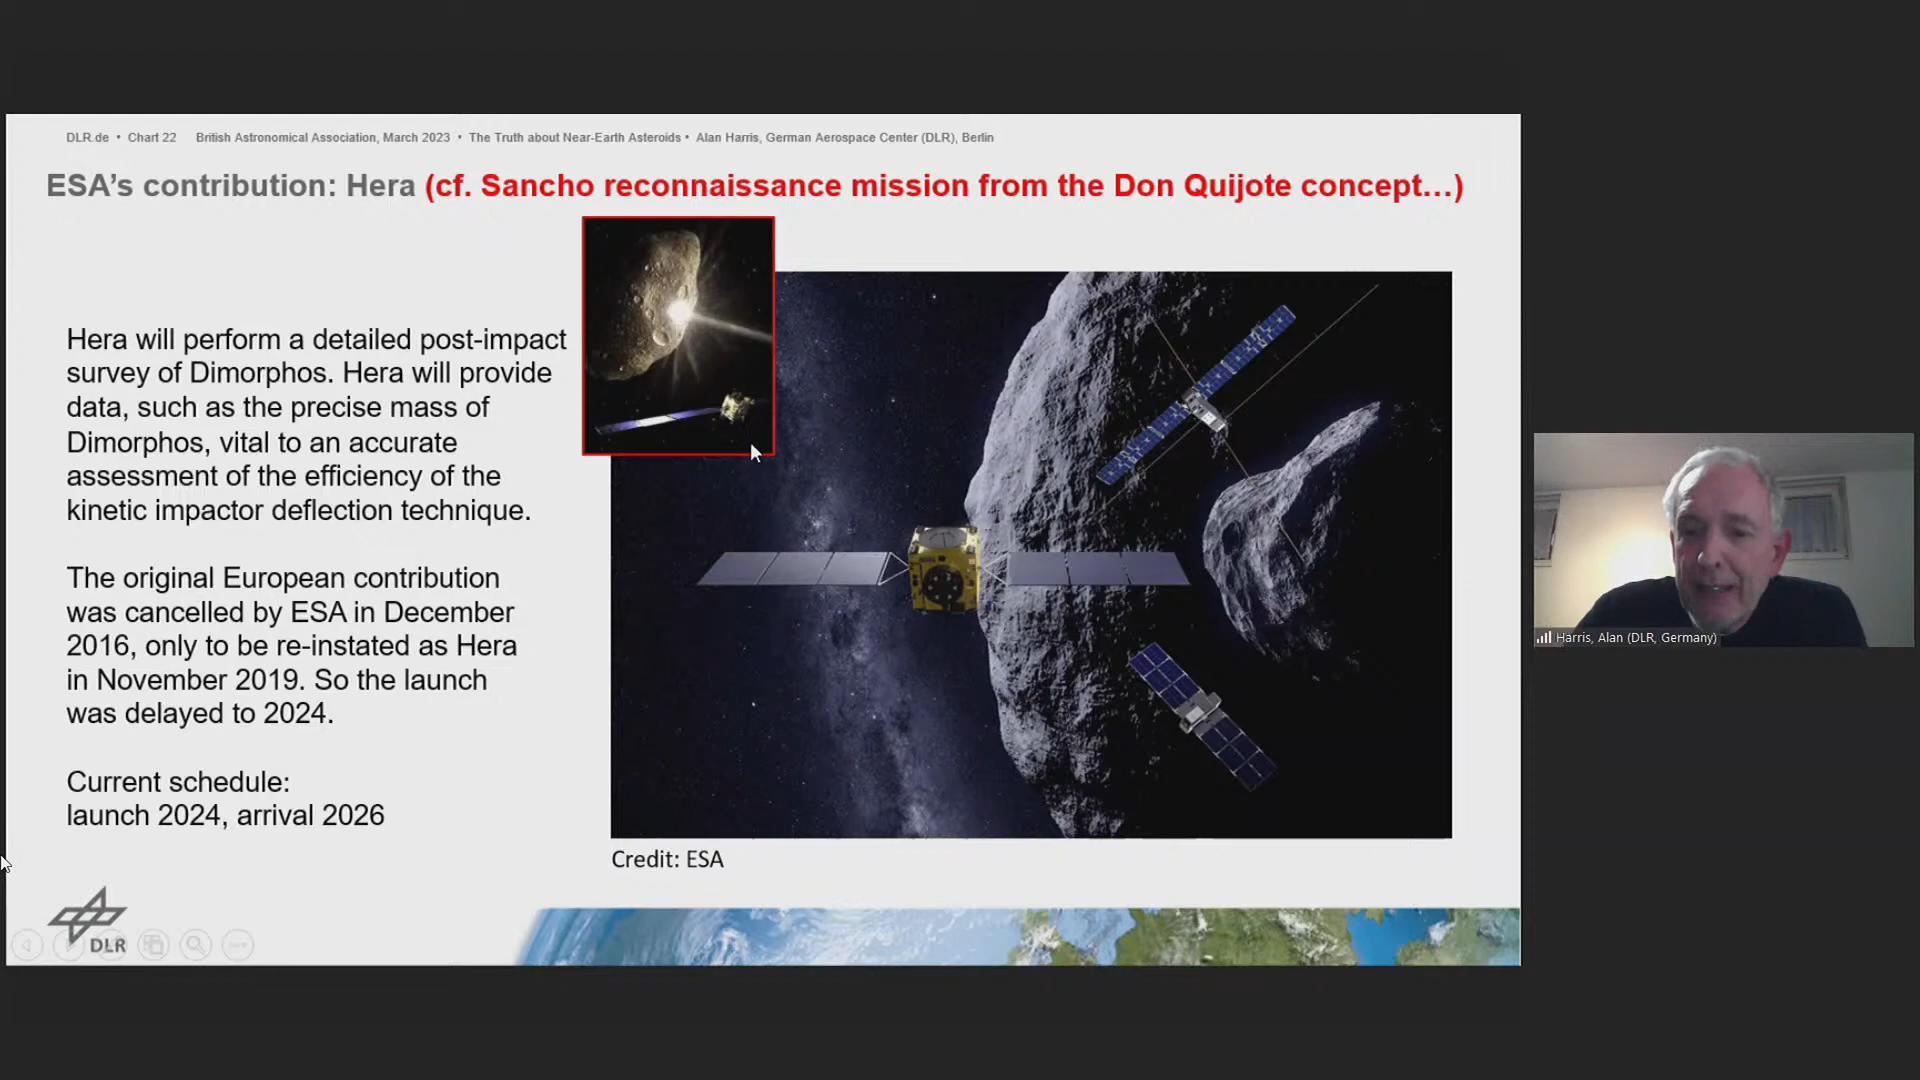 DLR.de • Chart 22 British Astronomical Association, March 2023 • The Truth about Near-Earth Asteroids • Alan Harris, German Aerospace Center (DLR), Berlin
ESA's contribution: Hera (cf. Sancho reconnaissance mission from the Don Quijote concept…)
Hera will perform a detailed post-impact
survey of Dimorphos. Hera will provide
data, such as the precise mass of
Dimorphos, vital to an accurate
assessment of the efficiency of the
kinetic impactor deflection technique.
The original European contribution
was cancelled by ESA in December
2016, only to be re-instated as Hera
in November 2019. So the launch
was delayed to 2024.
Current schedule:
launch 2024, arrival 2026
Credit: ESA
DLR
Harris, Alan (DLR, Germany)